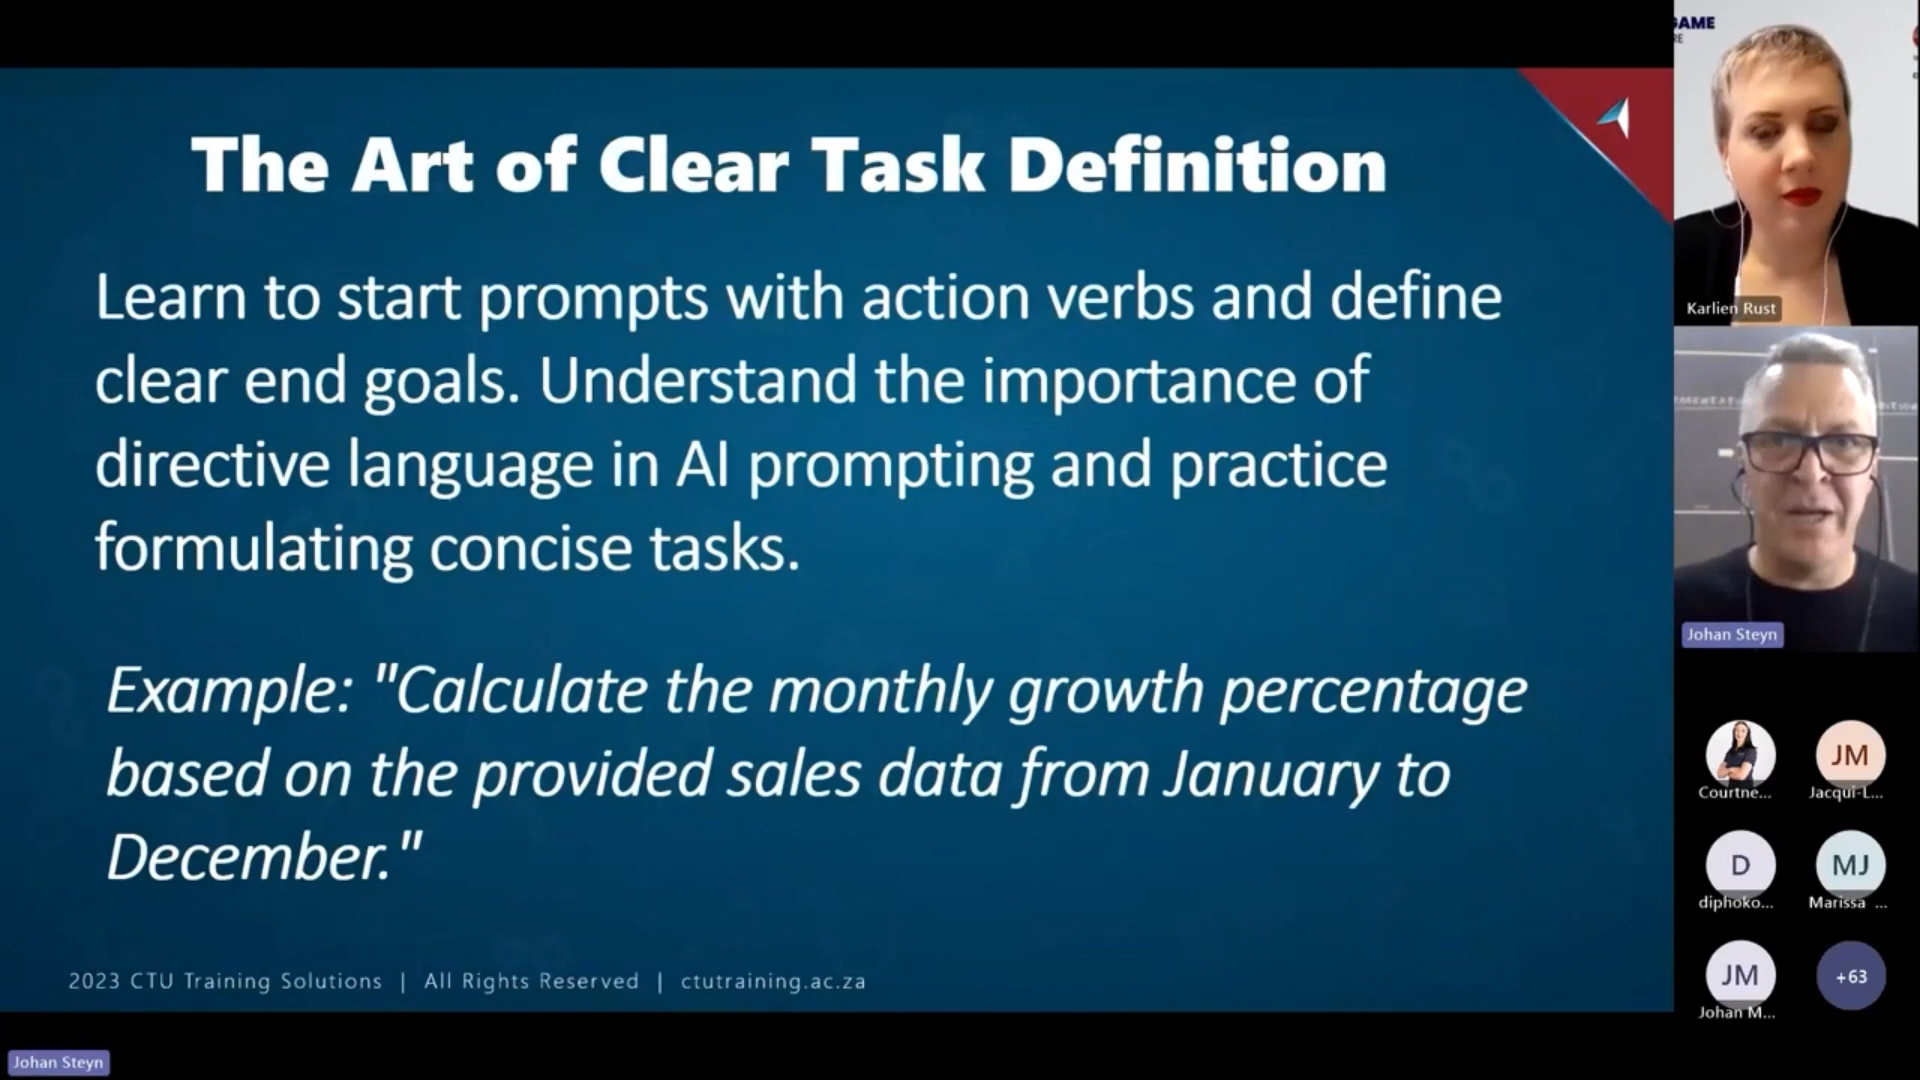 The Art of Clear Task Definition
Learn to start prompts with action verbs and define
clear end goals. Understand the importance of
directive language in AI prompting and practice
formulating concise tasks.
Example: "Calculate the monthly growth percentage
based on the provided sales data from January to
December."
2023 CTU Training Solutions | All Rights Reserved | ctutraining.ac.za
Johan Steyn
Karlien Rust
Johan Steyn
Courtne...
JM
Jacqui-L...
D
diphoko...
MJ
Marissa ...
JM
Johan M...
+63